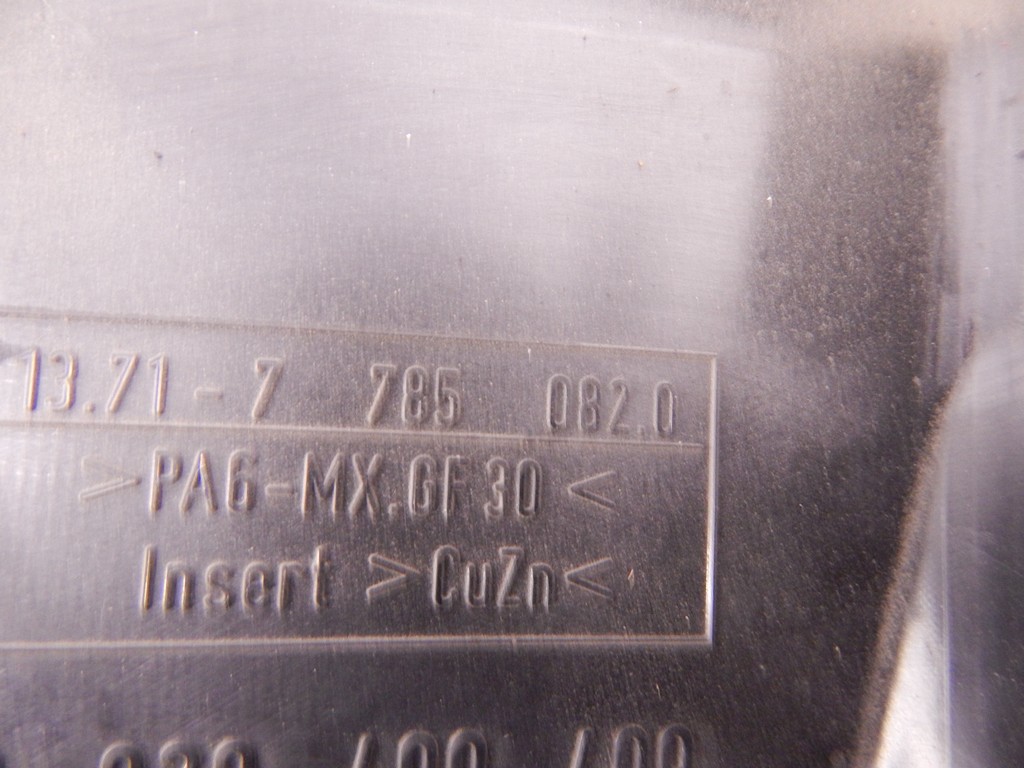 13.71-7 785 082.0
>PA6-MX.GF30<
Insert >CuZn<